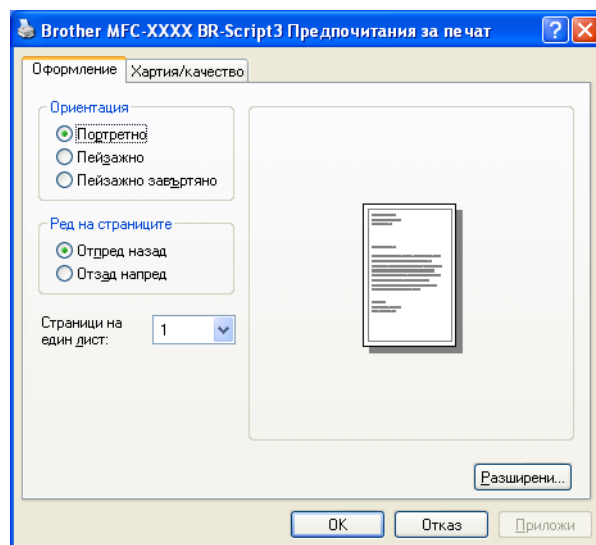 Brother MFC-XXXX BR-Script3 Предпочитания за печат
Оформление
Хартия/качество
Ориентация
Портретно
Пейзажно
Пейзажно завъртяно
Ред на страниците
Отпред назад
Отзад напред
Страници на
един лист:
1
Разширени...
OK
Отказ
Приложи